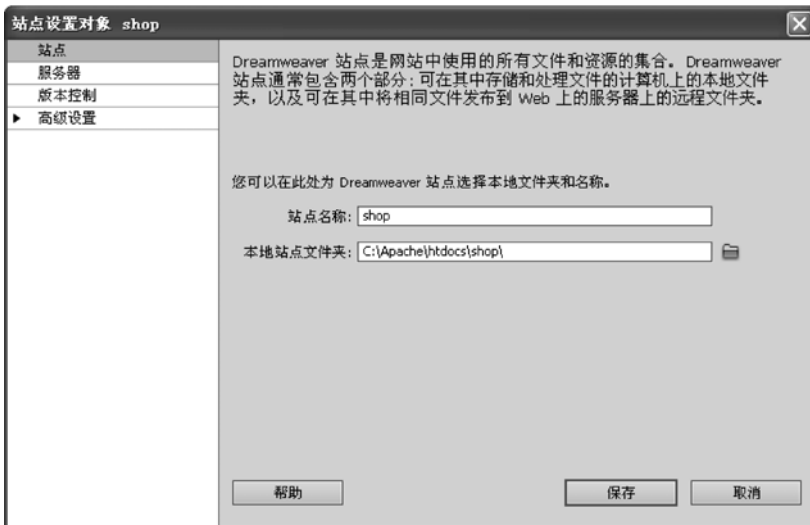 站点设置对象 shop
站点
服务器
版本控制
高级设置
Dreamweaver 站点是网站中使用的所有文件和资源的集合。Dreamweaver
站点通常包含两个部分:可在其中存储和处理文件的计算机上的本地文件
夹，以及可在其中将相同文件发布到 Web 上的服务器上的远程文件夹。
您可以在此处为 Dreamweaver 站点选择本地文件夹和名称。
站点名称: shop
本地站点文件夹: C:\Apache\htdocs\shop\
帮助 保存 取消